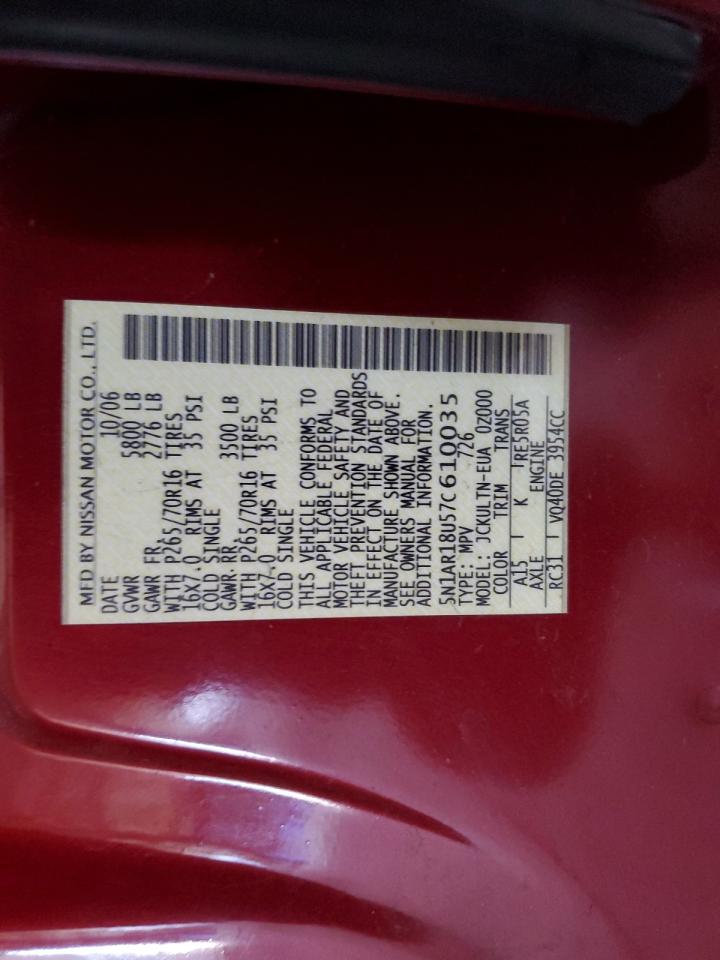 MFD BY NISSAN MOTOR CO., LTD.
DATE 10/06
GVWR 5800 LB
GAWR FR. 2776 LB
WITH P265/70R16 TIRES
16X7.0 RIMS AT 35 PSI
COLD SINGLE
GAWR.RR 3500 LB
WITH P265/70R16 TIRES
16X7.0 RIMS AT 35 PSI
COLD SINGLE
THIS VEHICLE CONFORMS TO
ALL APPLICABLE FEDERAL
MOTOR VEHICLE SAFETY AND
THEFT PREVENTION STANDARDS
IN EFFECT ON THE DATE OF
MANUFACTURE SHOWN ABOVE.
SEE OWNERS MANUAL FOR
ADDITIONAL INFORMATION.
5N1AR18U57C610035
TYPE: MPV 726
MODEL: JCKULTN-EUA 0Z000
COLOR TRIM TRANS
A15 K RE5R05A
AXLE ENGINE
RC31 VQ40DE 3954CC